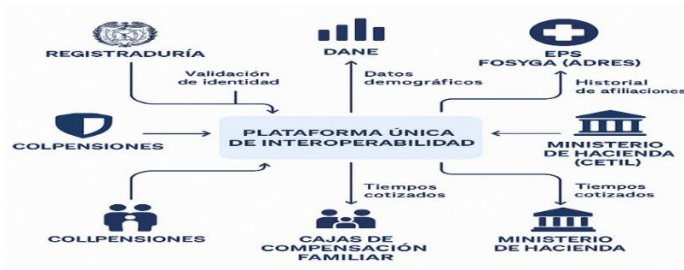 REGISTRADURÍA
DANE
EPS
FOSYGA (ADRES)
Validación
de identidad
Datos
demográficos
Historial
de afiliaciones
COLPENSIONES
PLATAFORMA ÚNICA
DE INTEROPERABILIDAD
MINISTERIO
DE HACIENDA
(CETIL)
Tiempos
cotizados
Tiempos
cotizados
COLLPENSIONES
CAJAS DE
COMPENSACIÓN
FAMILIAR
MINISTERIO
DE HACIENDA